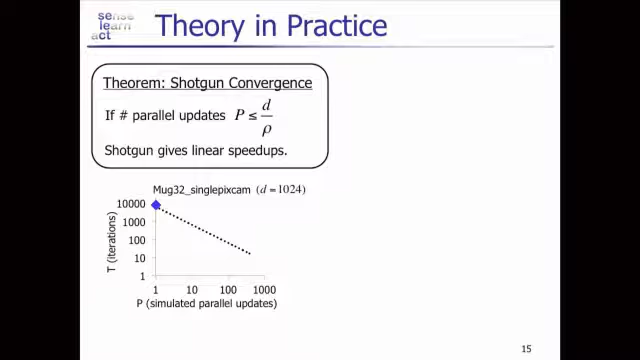 sense
learn
act
Theory in Practice
Theorem: Shotgun Convergence
If # parallel updates P ≤ d/ρ
Shotgun gives linear speedups.
Mug32_singlepixcam (d = 1024)
T (iterations)
10000
1000
100
10
1
1 10 100 1000
P (simulated parallel updates)
15